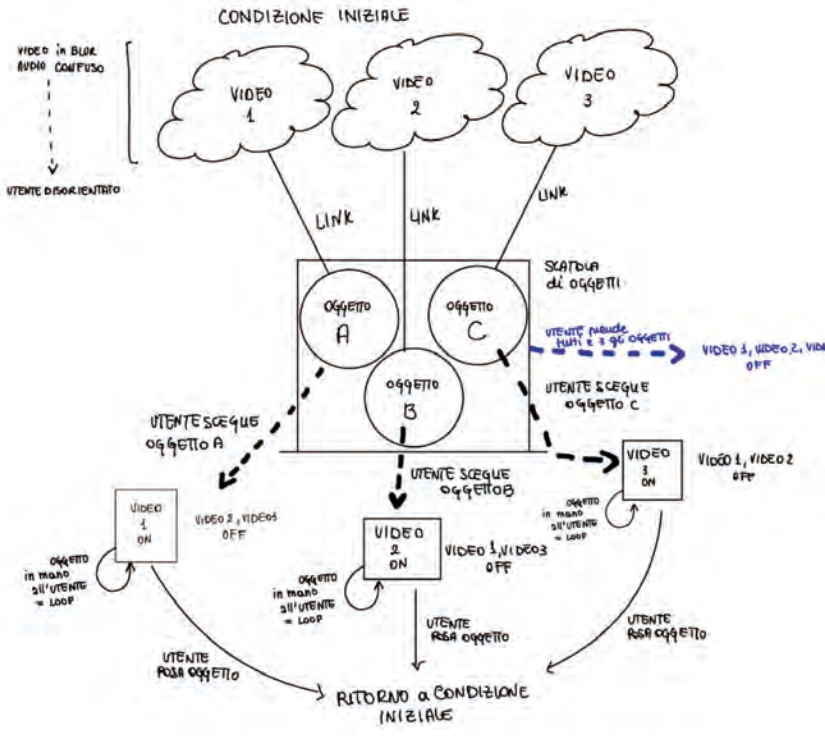 CONDIZIONE INIZIALE
VIDEO in BLUR
AUDIO CONFUSO
UTENTE DISORIENTATO
VIDEO
1
VIDEO
2
VIDEO
3
LINK
LINK
LINK
SCATOLA
di OGGETTI
OGGETTO
A
OGGETTO
C
OGGETTO
B
UTENTE prende
tutti e 3 gli OGGETTI
VIDEO 1, VIDEO 2, VIDE
OFF
UTENTE SCEGLIE
OGGETTO A
UTENTE SCEGLIE
OGGETTO B
UTENTE SCEGLIE
OGGETTO C
VIDEO
1
ON
VIDEO 2, VIDEO 3
OFF
OGGETTO
in mano
all'UTENTE
= LOOP
VIDEO
2
ON
VIDEO 1, VIDEO 3
OFF
OGGETTO
in mano
all'UTENTE
= LOOP
VIDEO
3
ON
VIDEO 1, VIDEO 2
OFF
OGGETTO
in mano
all'UTENTE
= LOOP
UTENTE
POSA OGGETTO
UTENTE
POSA OGGETTO
UTENTE
POSA OGGETTO
RITORNO a CONDIZIONE
INIZIALE